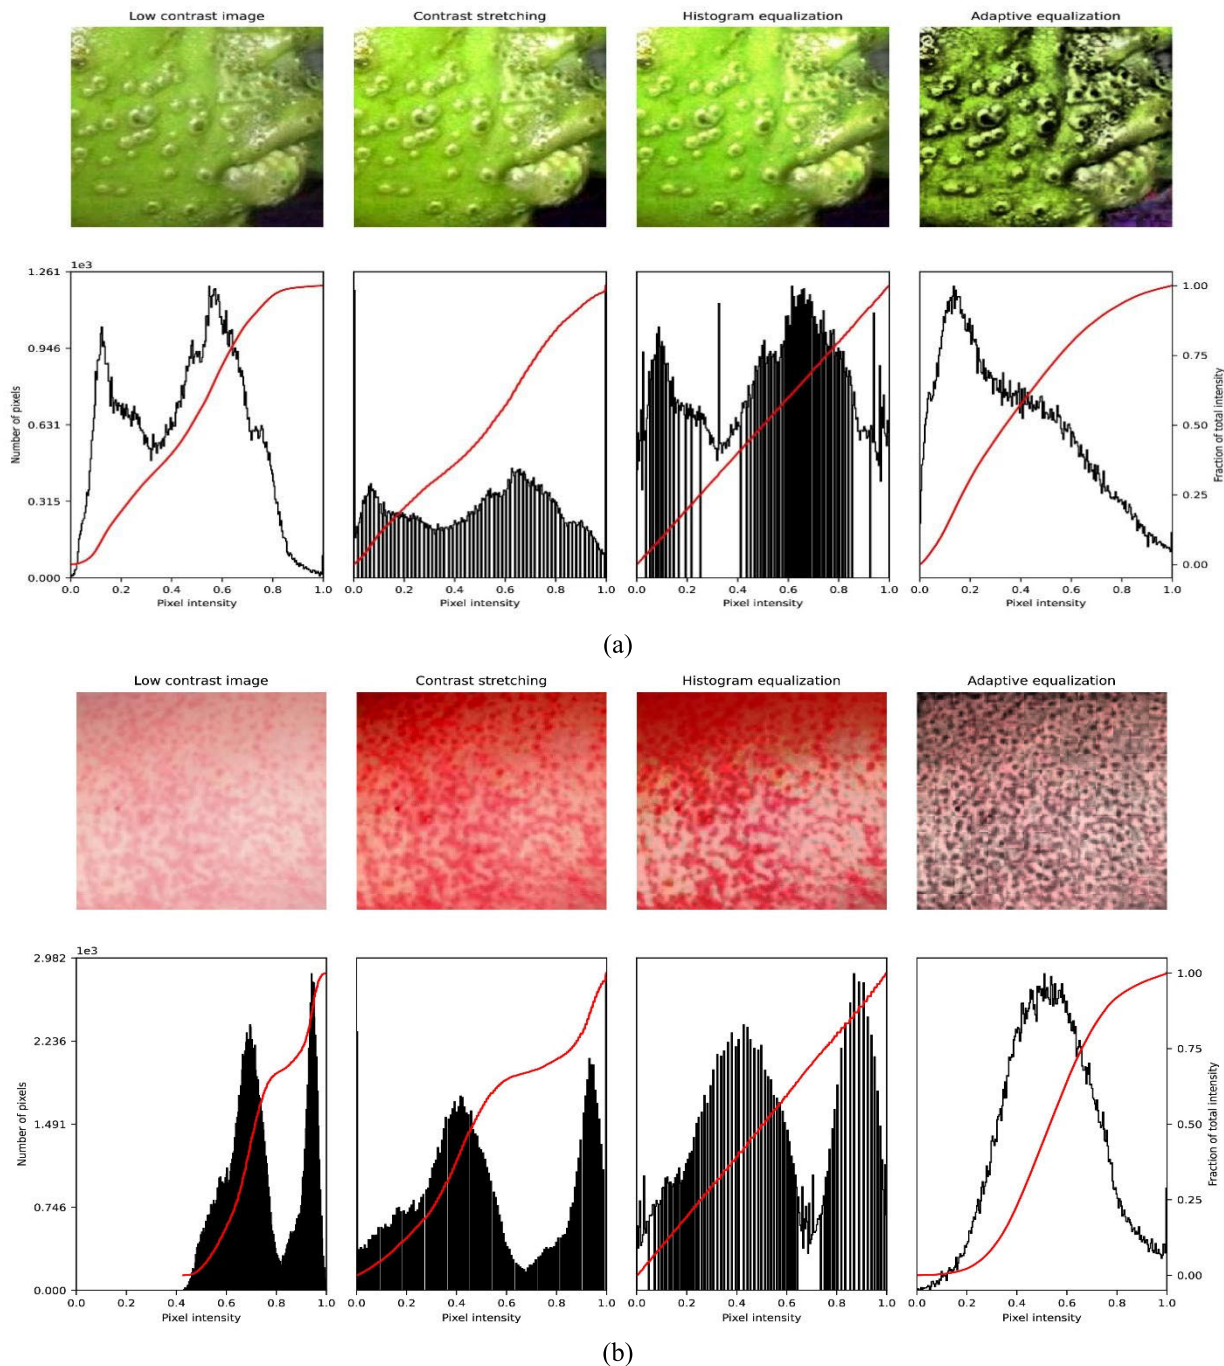 Low contrast image Contrast stretching Histogram equalization Adaptive equalization
1e3
1.261
0.946
0.631
0.315
0.000
Number of pixels
1.00
0.75
0.50
0.25
0.00
Fraction of total intensity
0.0 0.2 0.4 0.6 0.8 1.0 0.0 0.2 0.4 0.6 0.8 1.0 0.0 0.2 0.4 0.6 0.8 1.0 0.0 0.2 0.4 0.6 0.8 1.0
Pixel intensity Pixel intensity Pixel intensity Pixel intensity
(a)
Low contrast image Contrast stretching Histogram equalization Adaptive equalization
1e3
2.982
2.236
1.491
0.746
0.000
Number of pixels
1.00
0.75
0.50
0.25
0.00
Fraction of total intensity
0.0 0.2 0.4 0.6 0.8 1.0 0.0 0.2 0.4 0.6 0.8 1.0 0.0 0.2 0.4 0.6 0.8 1.0 0.0 0.2 0.4 0.6 0.8 1.0
Pixel intensity Pixel intensity Pixel intensity Pixel intensity
(b)